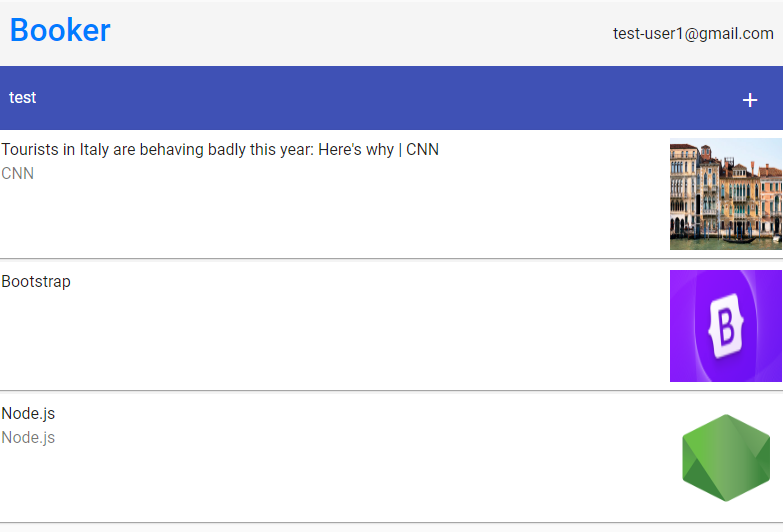 Booker
test-user1@gmail.com
test
+
Tourists in Italy are behaving badly this year: Here's why | CNN
CNN
Bootstrap
B
Node.js
Node.js